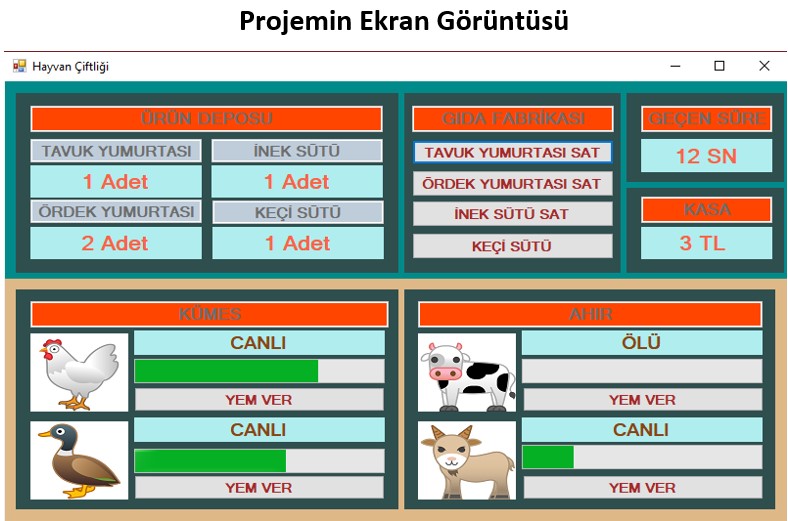 Projemin Ekran Görüntüsü
Hayvan Çiftliği
ÜRÜN DEPOSU
TAVUK YUMURTASI
İNEK SÜTÜ
1 Adet
1 Adet
ÖRDEK YUMURTASI
KEÇİ SÜTÜ
2 Adet
1 Adet
GIDA FABRİKASI
TAVUK YUMURTASI SAT
ÖRDEK YUMURTASI SAT
İNEK SÜTÜ SAT
KEÇİ SÜTÜ
GEÇEN SÜRE
12 SN
KASA
3 TL
KÜMES
CANLI
YEM VER
CANLI
YEM VER
AHIR
ÖLÜ
YEM VER
CANLI
YEM VER